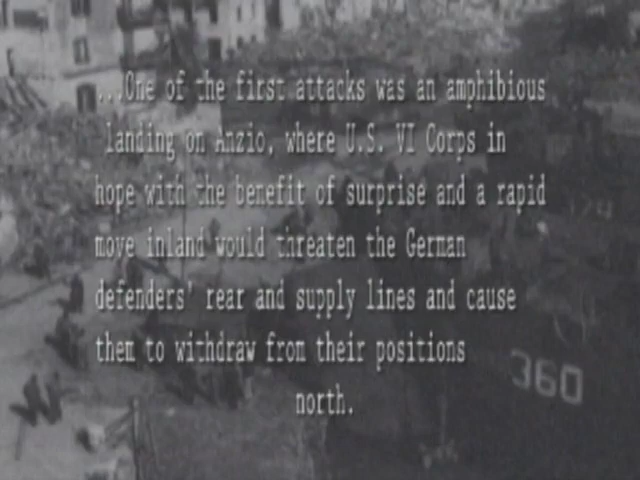 ...One of the first attacks was an amphibious
landing on Anzio, where U.S. VI Corps in
hope with the benefit of surprise and a rapid
move inland would threaten the German
defenders' rear and supply lines and cause
them to withdraw from their positions
north.
360